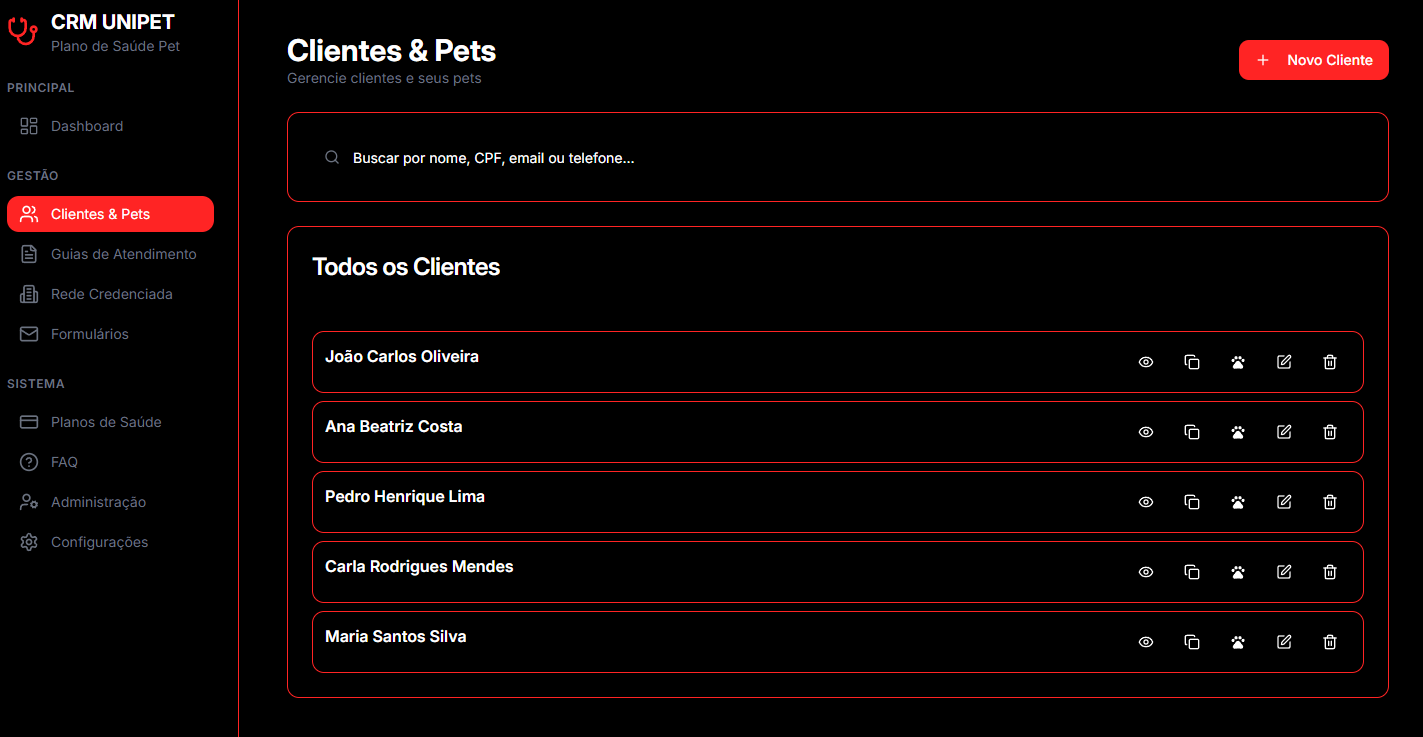 CRM UNIPET
Plano de Saúde Pet
PRINCIPAL
Dashboard
GESTÃO
Clientes & Pets
Guias de Atendimento
Rede Credenciada
Formulários
SISTEMA
Planos de Saúde
FAQ
Administração
Configurações
Clientes & Pets
Gerencie clientes e seus pets
Novo Cliente
Buscar por nome, CPF, email ou telefone...
Todos os Clientes
João Carlos Oliveira
Ana Beatriz Costa
Pedro Henrique Lima
Carla Rodrigues Mendes
Maria Santos Silva